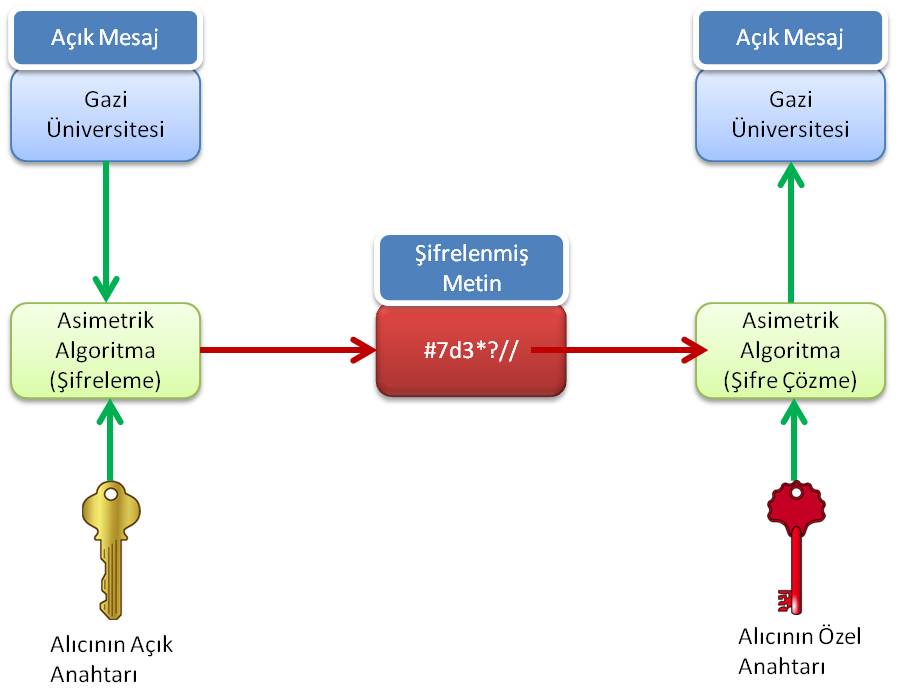 Açık Mesaj
Gazi
Üniversitesi
Asimetrik
Algoritma
(Şifreleme)
Alıcının Açık
Anahtarı
Şifrelenmiş
Metin
#7d3*?//
Açık Mesaj
Gazi
Üniversitesi
Asimetrik
Algoritma
(Şifre Çözme)
Alıcının Özel
Anahtarı